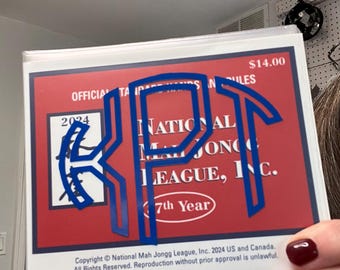 $14.00
OFFICIAL STANDARD HANDS AND RULES
2024
KPT
NATIONAL
MAH JONGG
LEAGUE, INC.
87th Year
Copyright © National Mah Jongg League, Inc. 2024 US and Canada.
All Rights Reserved. Reproduction without prior approval is unlawful.